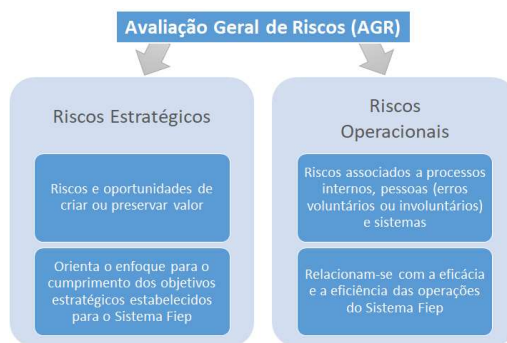 Avaliação Geral de Riscos (AGR)
Riscos Estratégicos
Riscos e oportunidades de
criar ou preservar valor
Orienta o enfoque para o
cumprimento dos objetivos
estratégicos estabelecidos
para o Sistema Fiep
Riscos
Operacionais
Riscos associados a processos
internos, pessoas (erros
voluntários ou involuntários)
e sistemas
Relacionam-se com a eficácia
e a eficiência das operações
do Sistema Fiep